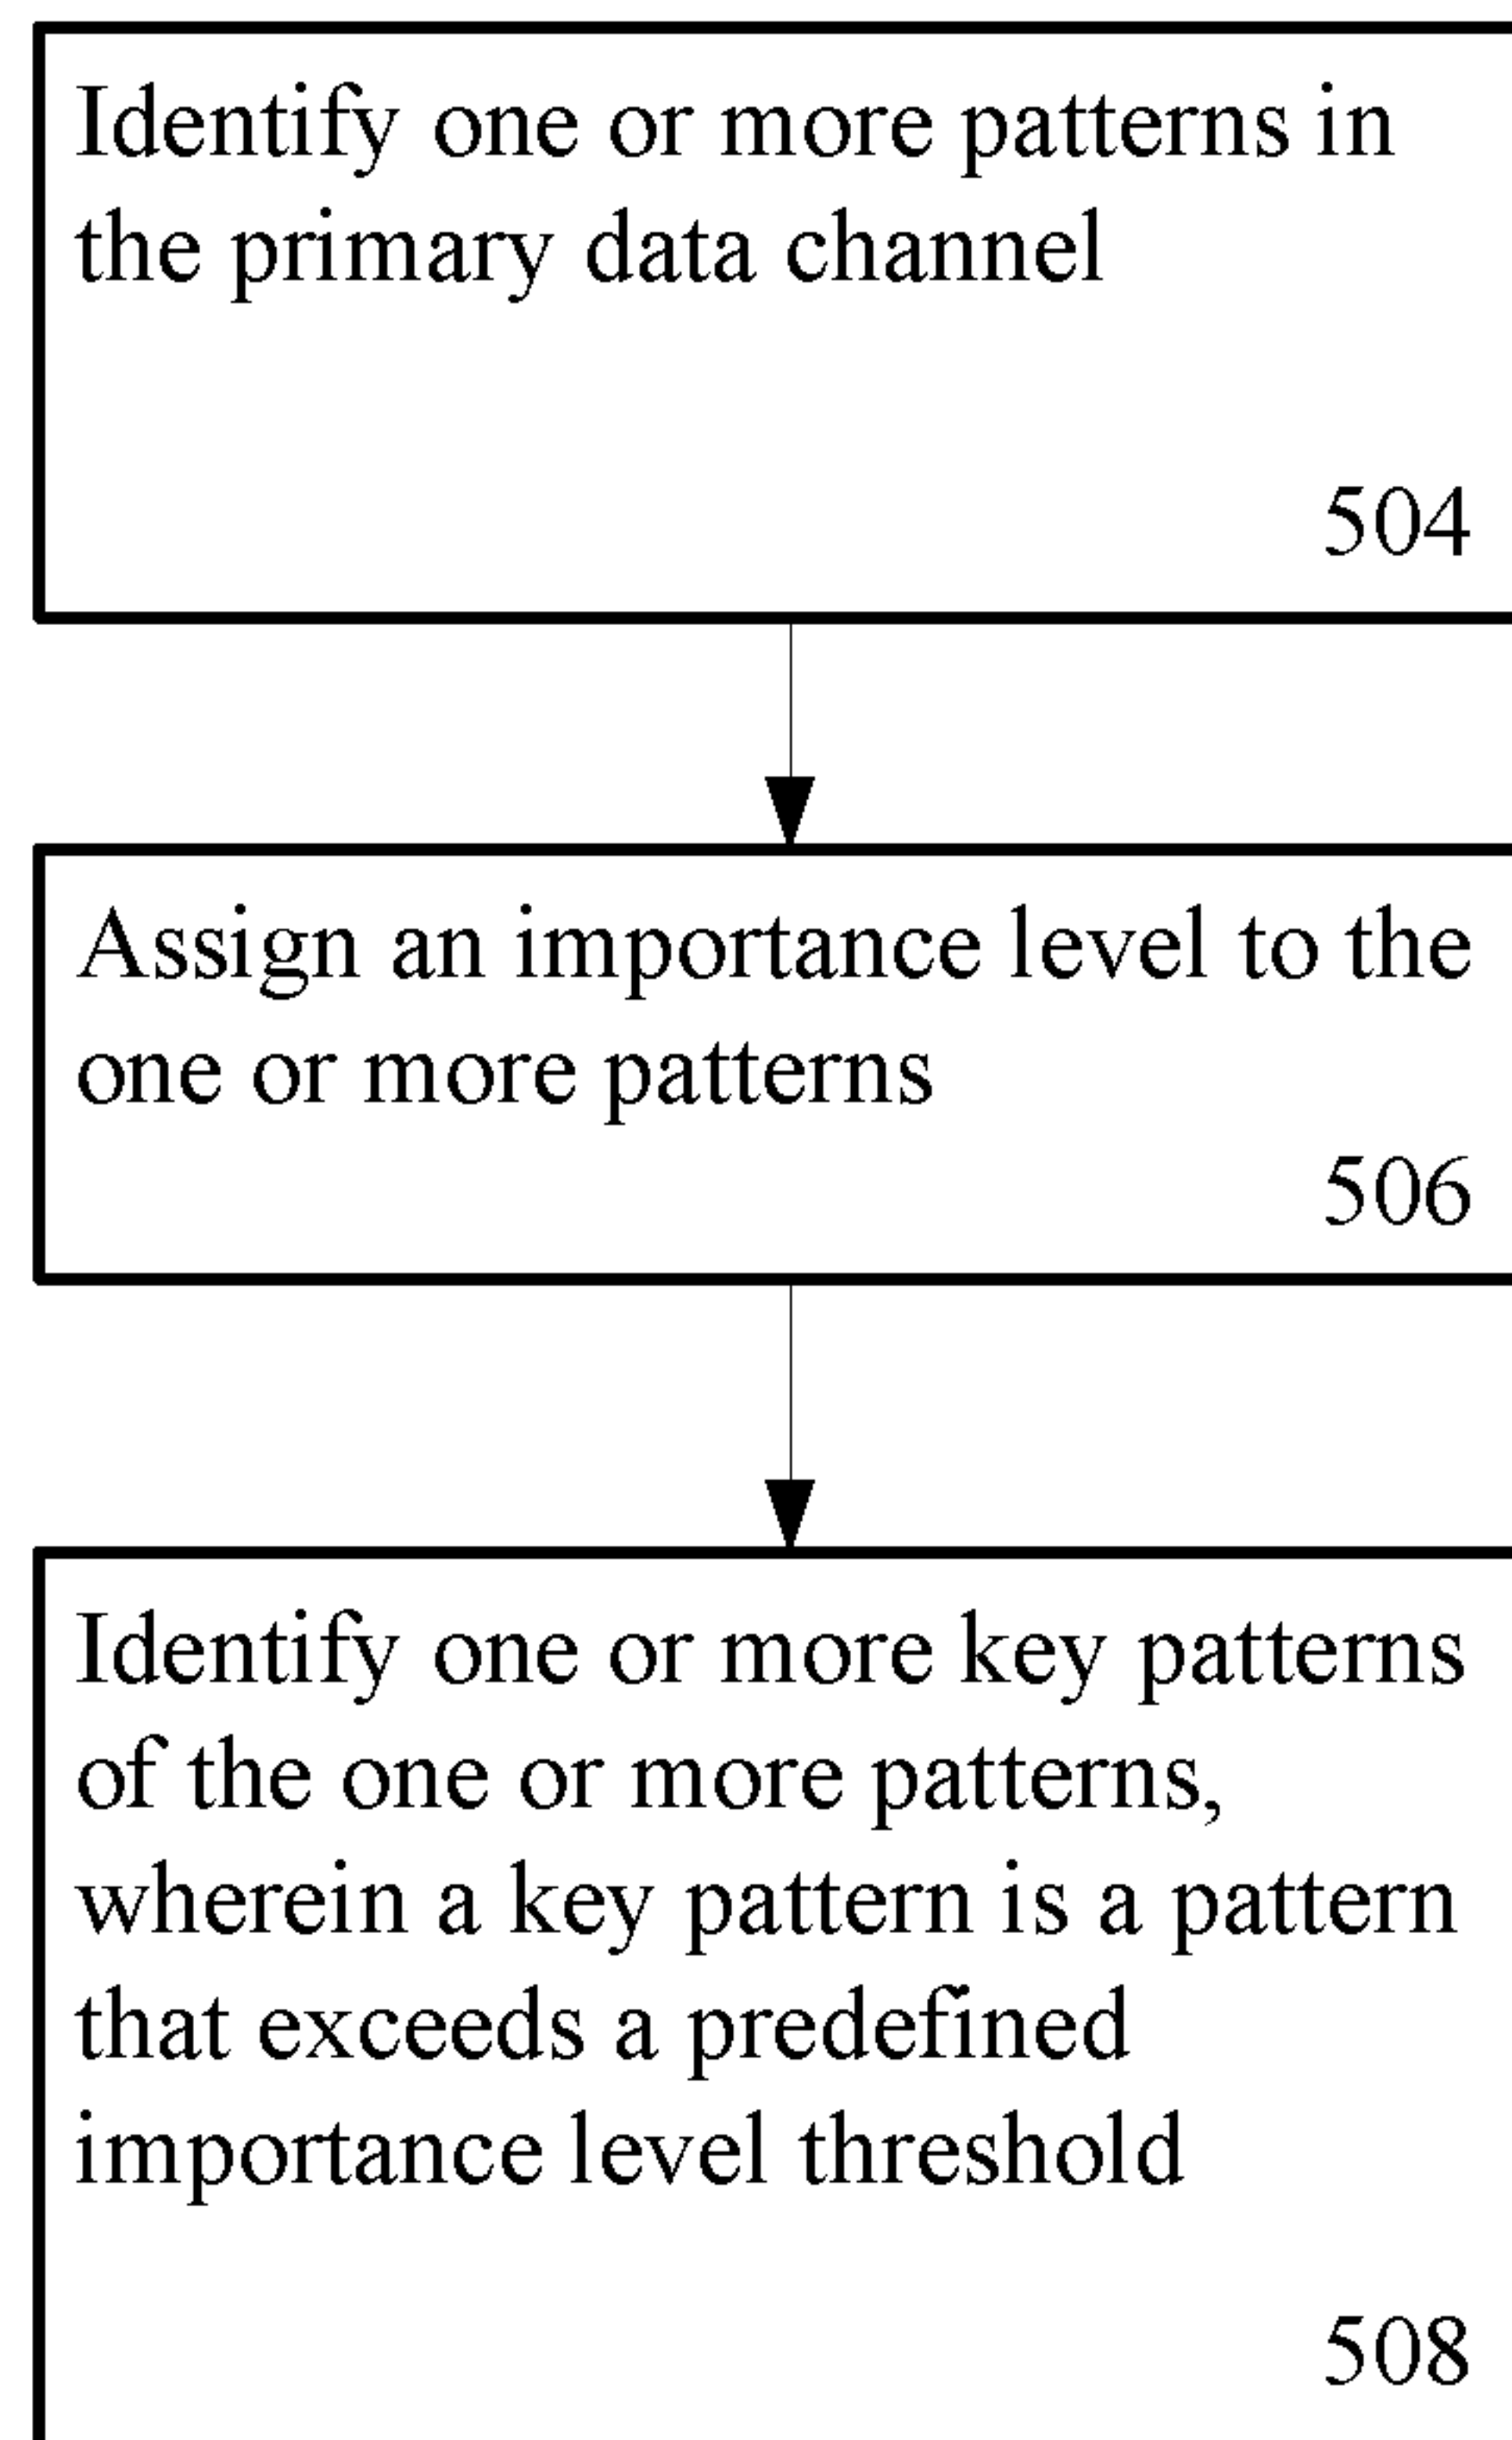 Identify one or more patterns in
the primary data channel
504
Assign an importance level to the
one or more patterns
506
Identify one or more key patterns
of the one or more patterns,
wherein a key pattern is a pattern
that exceeds a predefined
importance level threshold
508